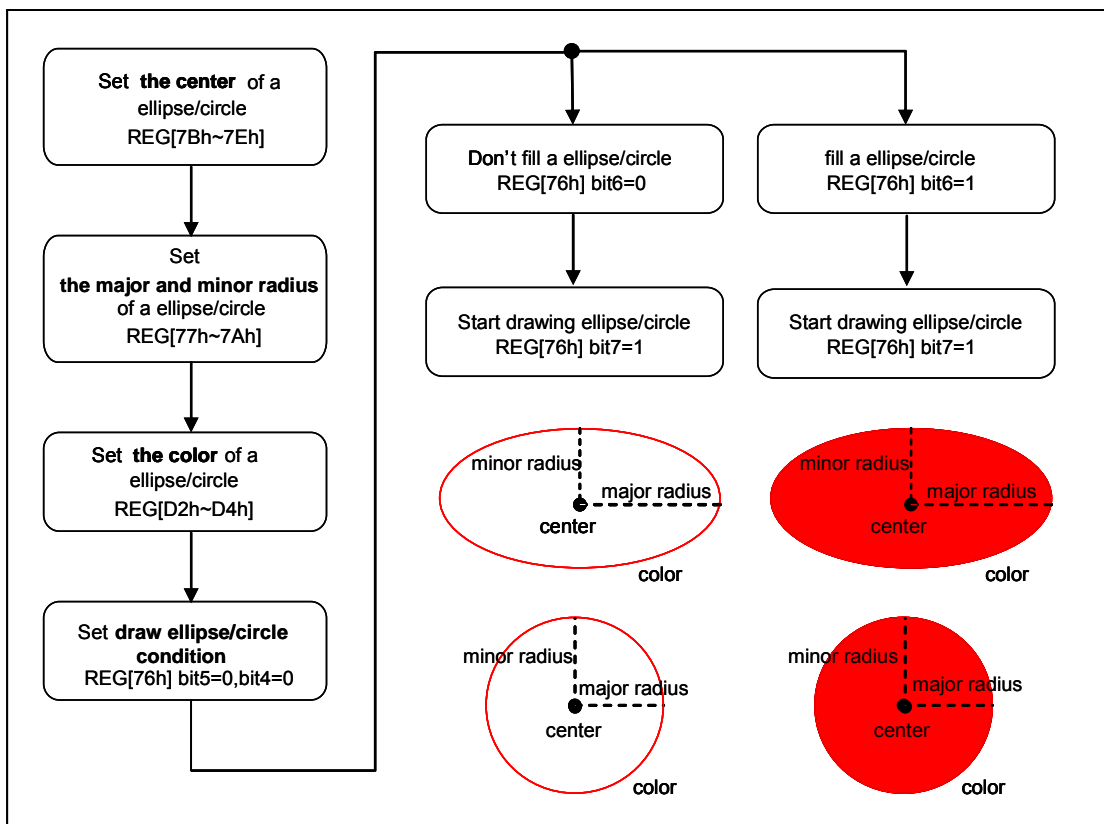 Set the center of a
ellipse/circle
REG[7Bh~7Eh]
Set
the major and minor radius
of a ellipse/circle
REG[77h~7Ah]
Set the color of a
ellipse/circle
REG[D2h~D4h]
Set draw ellipse/circle
condition
REG[76h] bit5=0,bit4=0
Don't fill a ellipse/circle
REG[76h] bit6=0
Start drawing ellipse/circle
REG[76h] bit7=1
fill a ellipse/circle
REG[76h] bit6=1
Start drawing ellipse/circle
REG[76h] bit7=1
minor radius
major radius
center
color
minor radius
major radius
center
color
minor radius
major radius
center
color
minor radius
major radius
center
color